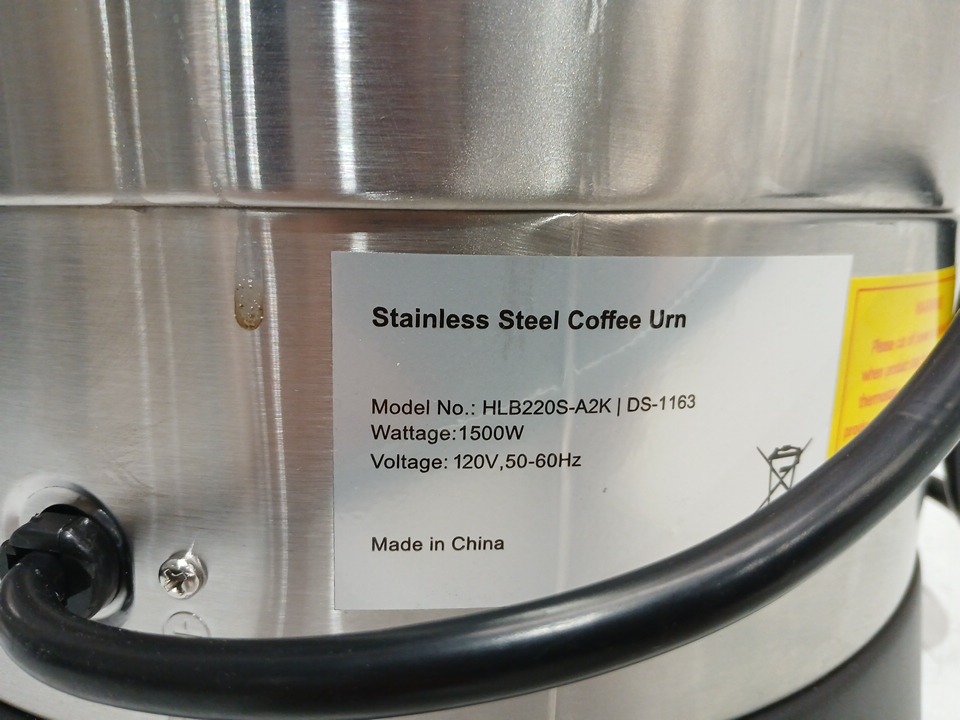 Stainless Steel Coffee Urn
Model No.: HLB220S-A2K | DS-1163
Wattage:1500W
Voltage: 120V,50-60Hz
Made in China